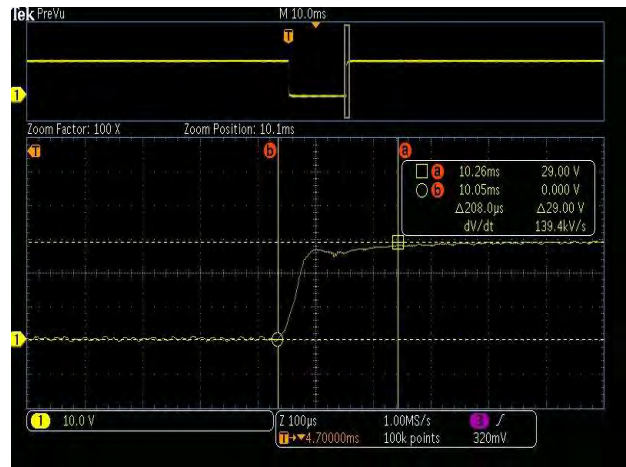 Tek PreVu
M 10.0ms
T
1
Zoom Factor: 100 X
Zoom Position: 10.1ms
T
b
a
a 10.26ms 29.00 V
b 10.05ms 0.000 V
Δ208.0μs Δ29.00 V
dV/dt 139.4kV/s
1
1 10.0 V
Z 100μs 1.00MS/s 3
T→▼4.70000ms 100k points 320mV